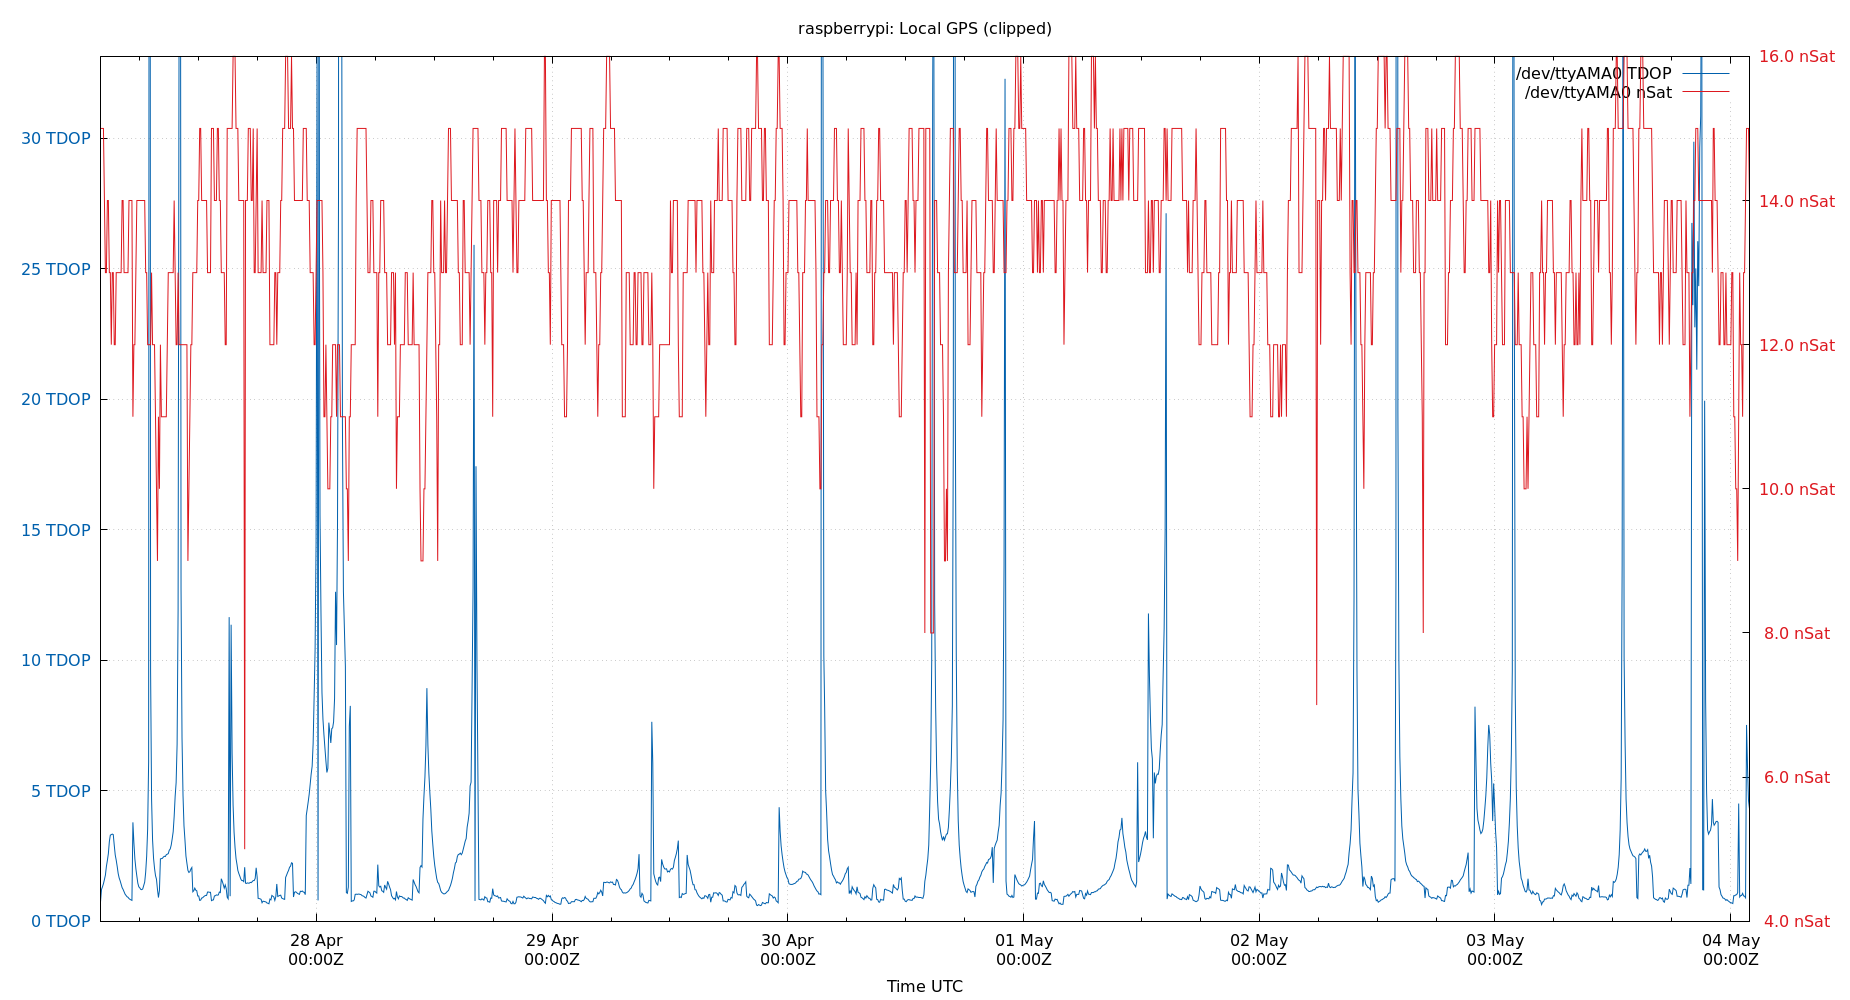 raspberrypi: Local GPS (clipped)
/dev/ttyAMA0 TDOP
/dev/ttyAMA0 nSat
30 TDOP
25 TDOP
20 TDOP
15 TDOP
10 TDOP
5 TDOP
0 TDOP
16.0 nSat
14.0 nSat
12.0 nSat
10.0 nSat
8.0 nSat
6.0 nSat
4.0 nSat
28 Apr
00:00Z
29 Apr
00:00Z
30 Apr
00:00Z
01 May
00:00Z
02 May
00:00Z
03 May
00:00Z
04 May
00:00Z
Time UTC